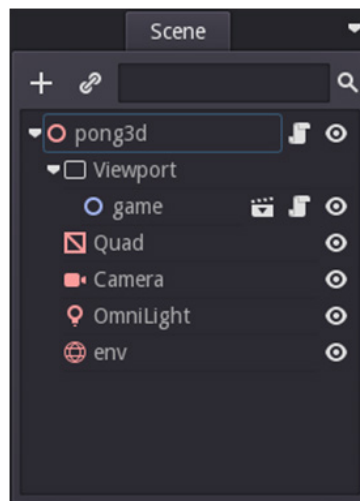 Scene
pong3d
Viewport
game
Quad
Camera
OmniLight
env